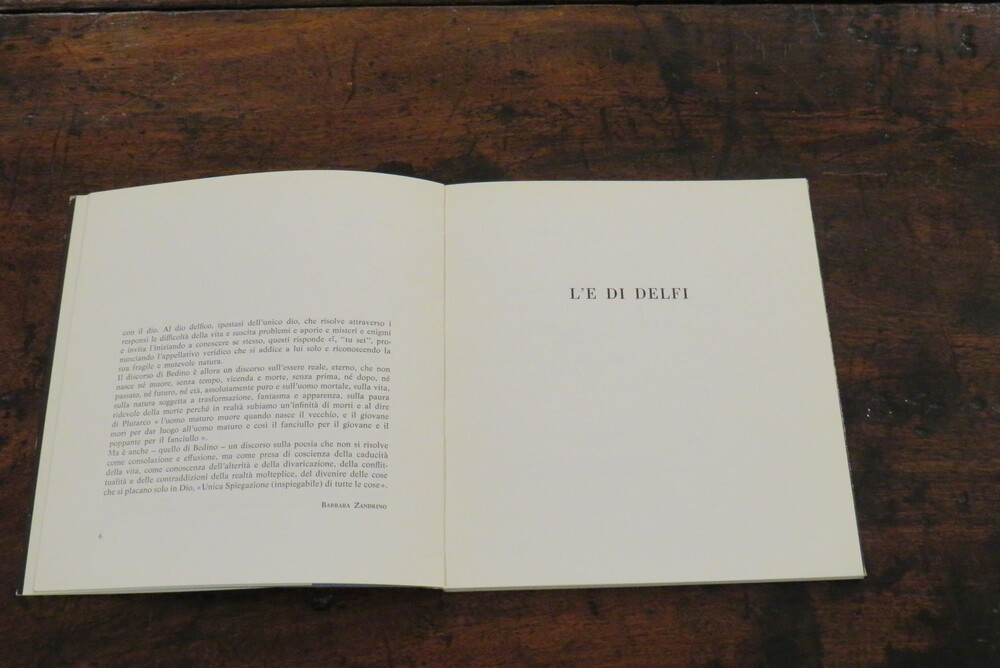 con il dio. Al dio delfico, ipostasi dell'unico dio, che risolve attraverso i
responsi le difficoltà della vita e suscita problemi e aporie e misteri e enigmi
e invita l'iniziando a conoscere se stesso, questi risponde εἶ, "tu sei", pro-
nunciando l'appellativo veridico che si addice a lui solo e riconoscendo la
sua fragile e mutevole natura.
Il discorso di Bedino è allora un discorso sull'essere reale, eterno, che non
nasce né muore, senza tempo, vicenda e morte, senza prima, né dopo, né
passato, né futuro, né età, assolutamente puro e sull'uomo mortale, sulla vita,
sulla natura soggetta a trasformazione, fantasma e apparenza, sulla paura
ridevole della morte perché in realtà subiamo un'infinità di morti e al dire
di Plutarco « l'uomo maturo muore quando nasce il vecchio, e il giovane
morì per dar luogo all'uomo maturo e così il fanciullo per il giovane e il
poppante per il fanciullo ».
Ma è anche – quello di Bedino – un discorso sulla poesia che non si risolve
come consolazione e effusione, ma come presa di coscienza della caducità
della vita, come conoscenza dell'alterità e della divaricazione, della conflit-
tualità e delle contraddizioni della realtà molteplice, del divenire delle cose
che si placano solo in Dio, «Unica Spiegazione (inspiegabile) di tutte le cose».
BARBARA ZANDRINO
6
L'E DI DELFI